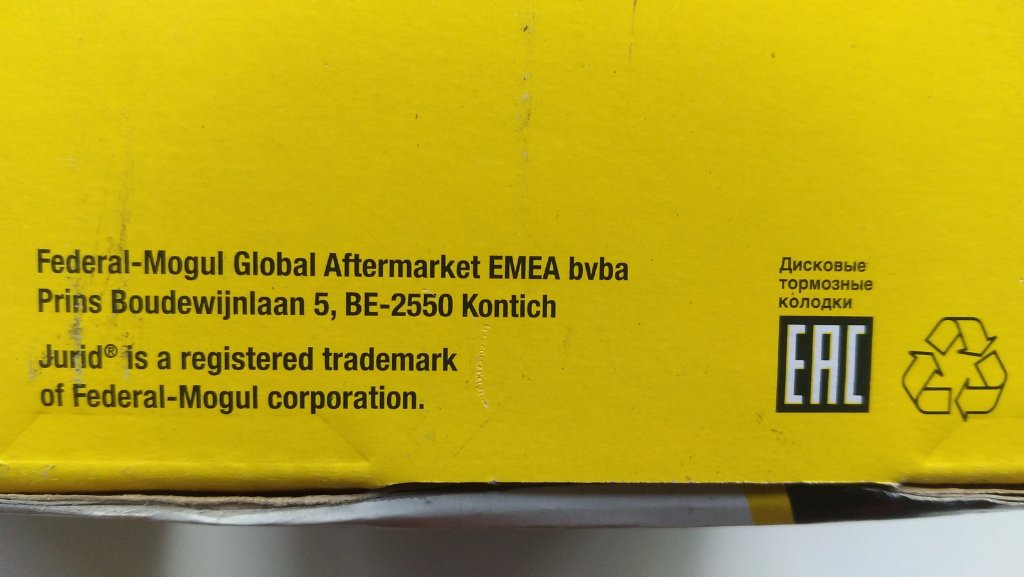 Federal-Mogul Global Aftermarket EMEA bvba
Prins Boudewijnlaan 5, BE-2550 Kontich
Jurid® is a registered trademark
of Federal-Mogul corporation.
Дисковые
тормозные
колодки
EAC